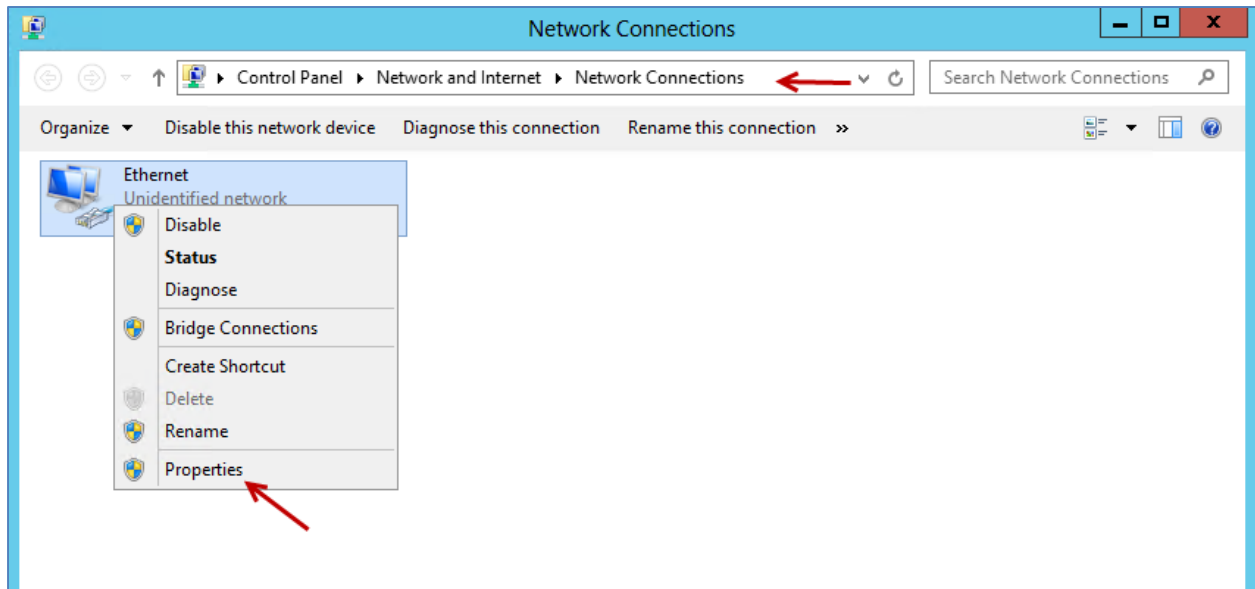 Network Connections
Control Panel Network and Internet Network Connections
Search Network Connections
Organize Disable this network device Diagnose this connection Rename this connection »
Ethernet
Unidentified network
Disable
Status
Diagnose
Bridge Connections
Create Shortcut
Delete
Rename
Properties